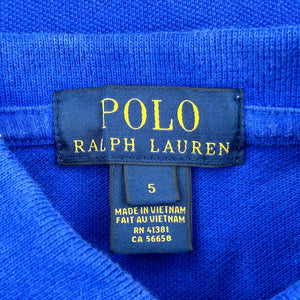 POLO
RALPH LAUREN
5
MADE IN VIETNAM
FAIT AU VIETNAM
RN 41381
CA 56658